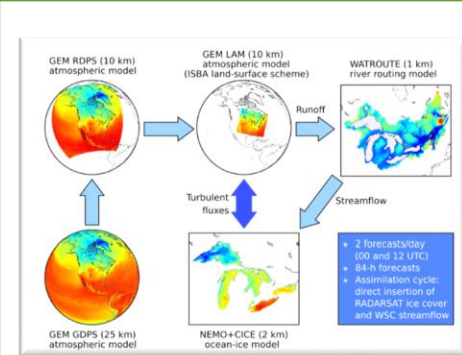 GEM RDPS (10 km)
atmospheric model
GEM LAM (10 km)
atmospheric model
(ISBA land-surface scheme)
WATROUTE (1 km)
river routing model
Runoff
Turbulent
fluxes
Streamflow
GEM GDPS (25 km)
atmospheric model
NEMO+CICE (2 km)
ocean-ice model
* 2 forecasts/day
(00 and 12 UTC)
* 84-h forecasts
* Assimilation cycle:
direct insertion of
RADARSAT ice cover
and WSC streamflow